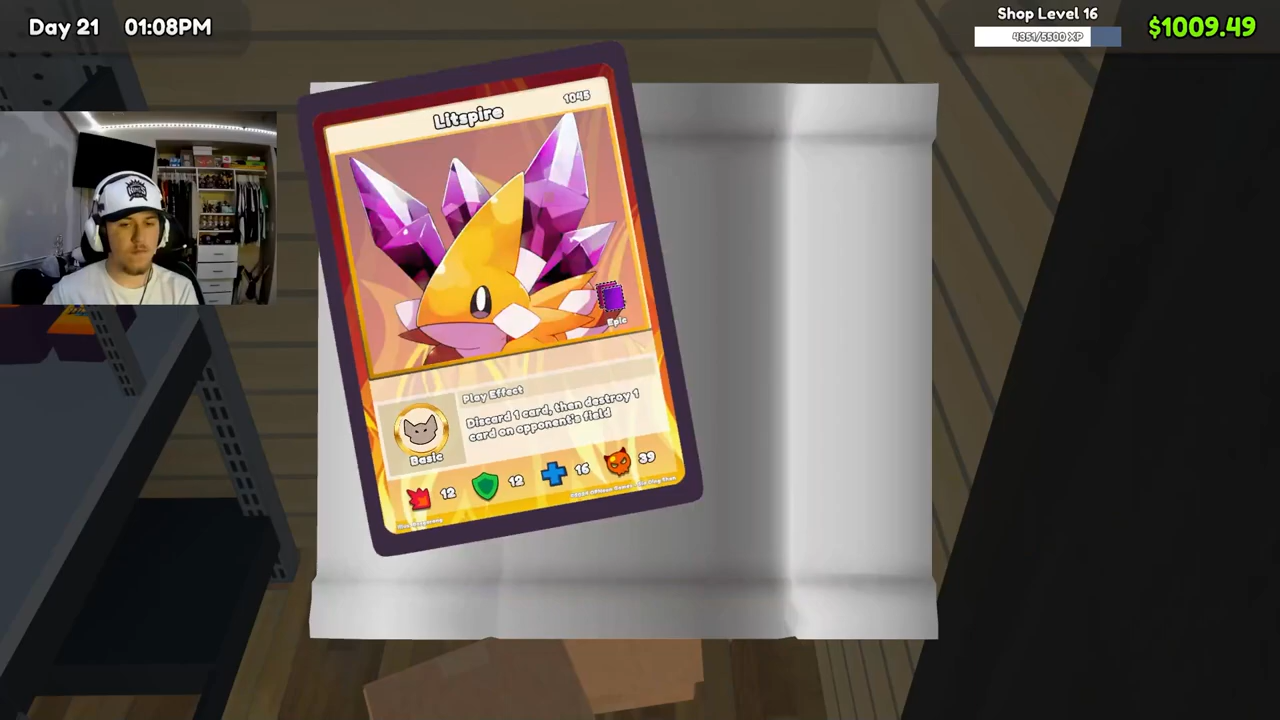 Day 21 01:08PM
Shop Level 16
4351/5500 XP
$1009.49
Litspire
1045
Epic
Play Effect
Discard 1 card, then destroy 1
card on opponent's field
Basic
12 12 16 39